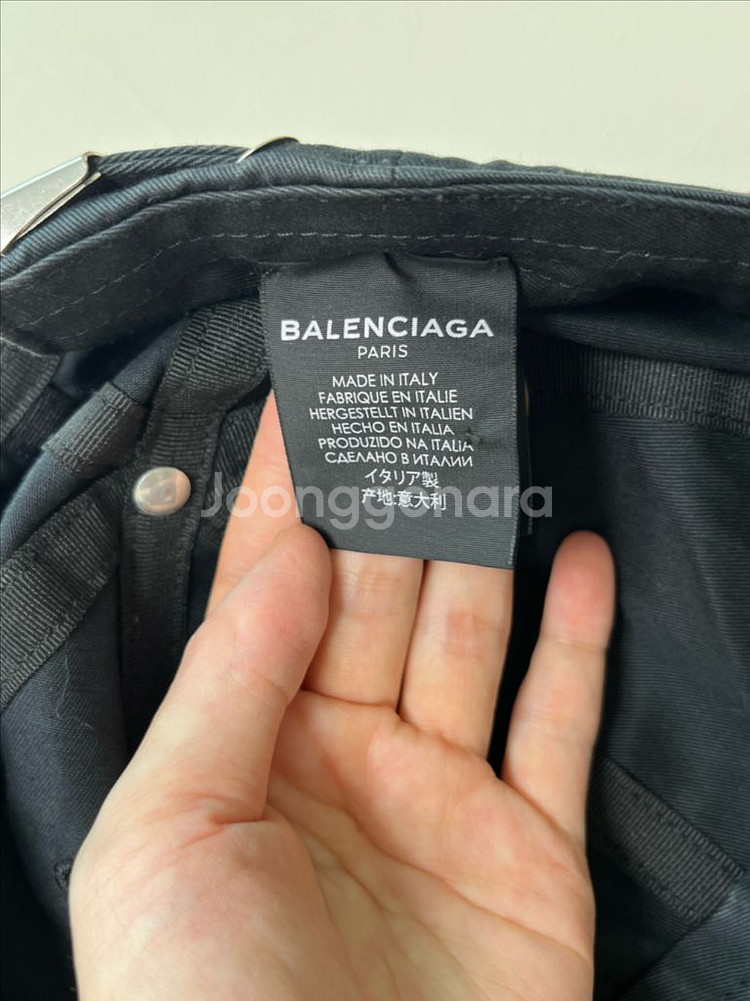 BALENCIAGA
PARIS
MADE IN ITALY
FABRIQUE EN ITALIE
HERGESTELLT IN ITALIEN
HECHO EN ITALIA
PRODUZIDO NA ITALIA
СДЕЛАНО В ИТАЛИИ
イタリア製
产地:意大利
Joonggonara